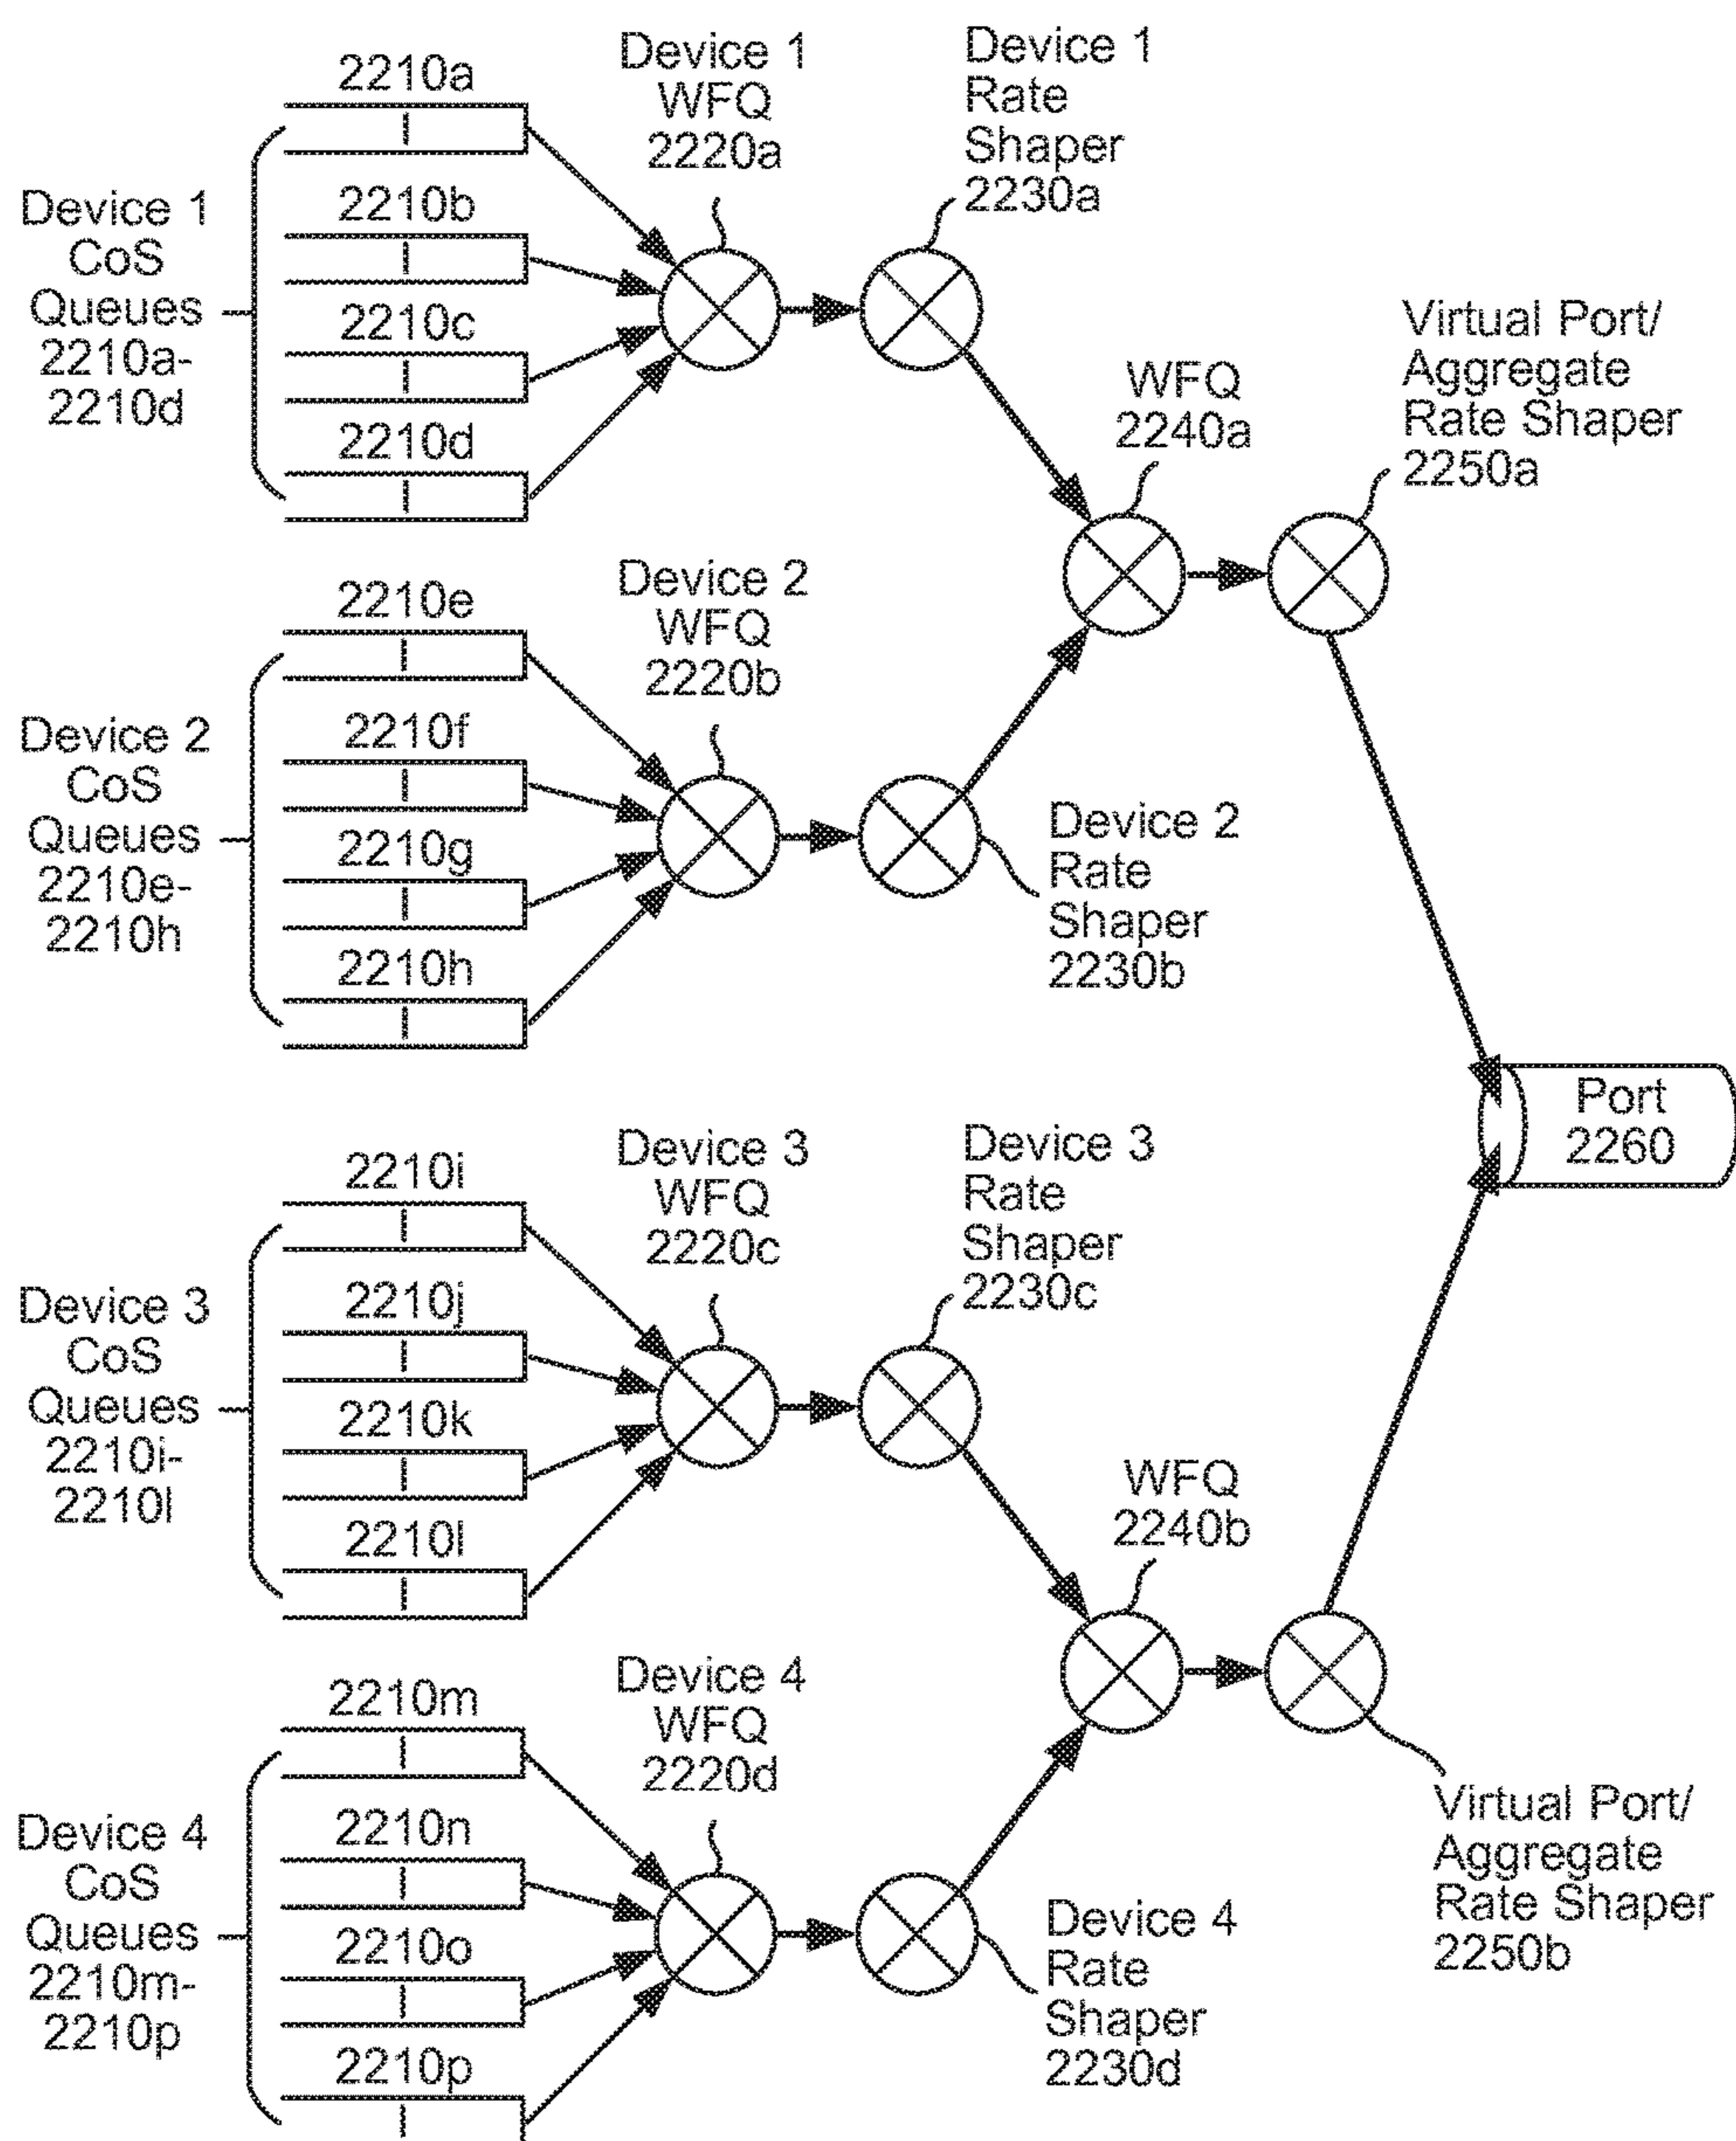 2210a
2210b
2210c
2210d
Device 1
CoS
Queues
2210a-
2210d
Device 1
WFQ
2220a
Device 1
Rate
Shaper
2230a
2210e
2210f
2210g
2210h
Device 2
CoS
Queues
2210e-
2210h
Device 2
WFQ
2220b
Device 2
Rate
Shaper
2230b
WFQ
2240a
Virtual Port/
Aggregate
Rate Shaper
2250a
Port
2260
2210i
2210j
2210k
2210l
Device 3
CoS
Queues
2210i-
2210l
Device 3
WFQ
2220c
Device 3
Rate
Shaper
2230c
2210m
2210n
2210o
2210p
Device 4
CoS
Queues
2210m-
2210p
Device 4
WFQ
2220d
Device 4
Rate
Shaper
2230d
WFQ
2240b
Virtual Port/
Aggregate
Rate Shaper
2250b